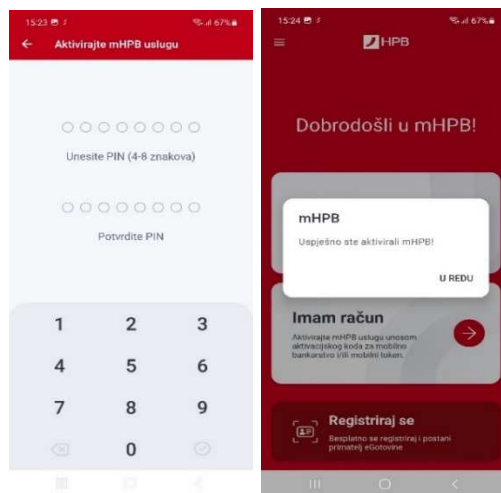 15:23
67%
Aktivirajte mHPB uslugu
Unesite PIN (4-8 znakova)
Potvrdite PIN
1 2 3
4 5 6
7 8 9
0
15:24
67%
HPB
Dobrodošli u mHPB!
mHPB
Uspješno ste aktivirali mHPB!
U REDU
Imam račun
Aktivirajte mHPB uslugu unosom
aktivacijskog koda za mobilno
bankarstvo i/ili mobilni token.
Registriraj se
Besplatno se registriraj i postani
primatelj eGotovine